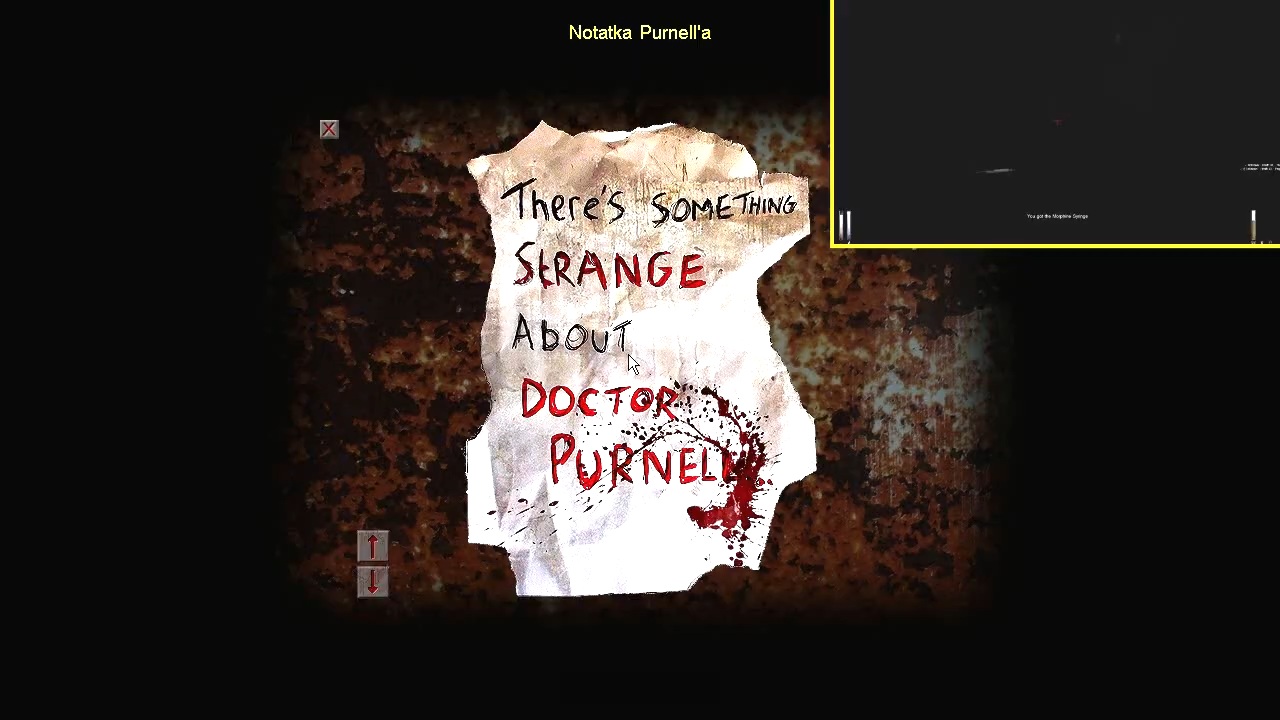 Notatka Purnell'a
There's SOMETHING
STRANGE
ABOUT
DOCTOR
PURNELL
You got the Morphine Syringe